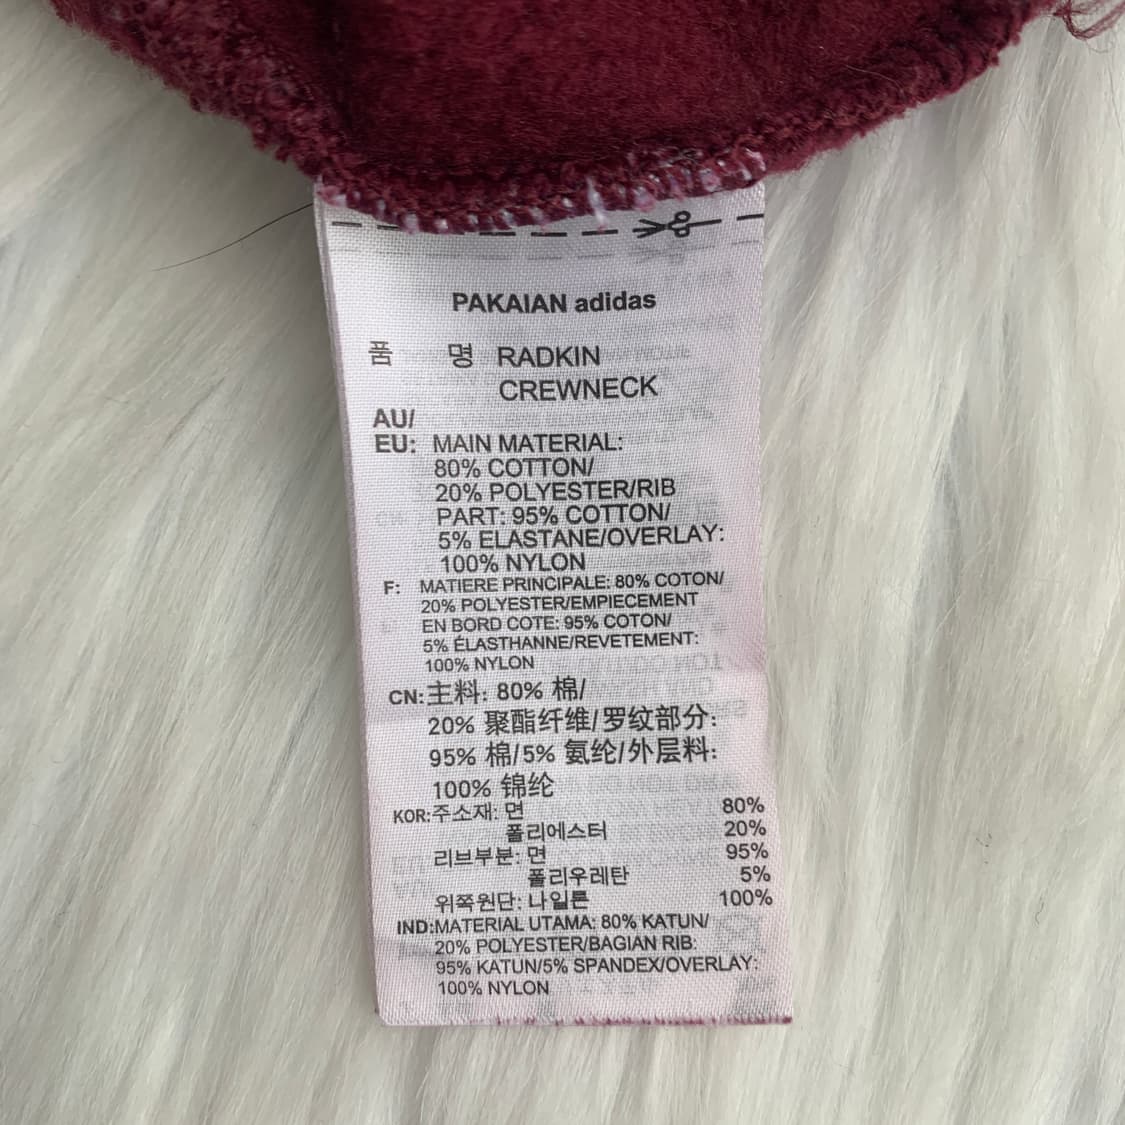 PAKAIAN adidas
품 명 RADKIN
CREWNECK
AU/
EU: MAIN MATERIAL:
80% COTTON/
20% POLYESTER/RIB
PART: 95% COTTON/
5% ELASTANE/OVERLAY:
100% NYLON
F: MATIERE PRINCIPALE: 80% COTON/
20% POLYESTER/EMPIECEMENT
EN BORD COTE: 95% COTON/
5% ÉLASTHANNE/REVETEMENT:
100% NYLON
CN:主料: 80% 棉/
20% 聚酯纤维/罗纹部分:
95% 棉/5% 氨纶/外层料:
100% 锦纶
KOR:주소재: 면 80%
폴리에스터 20%
리브부분: 면 95%
폴리우레탄 5%
위쪽원단: 나일론 100%
IND:MATERIAL UTAMA: 80% KATUN/
20% POLYESTER/BAGIAN RIB:
95% KATUN/5% SPANDEX/OVERLAY:
100% NYLON